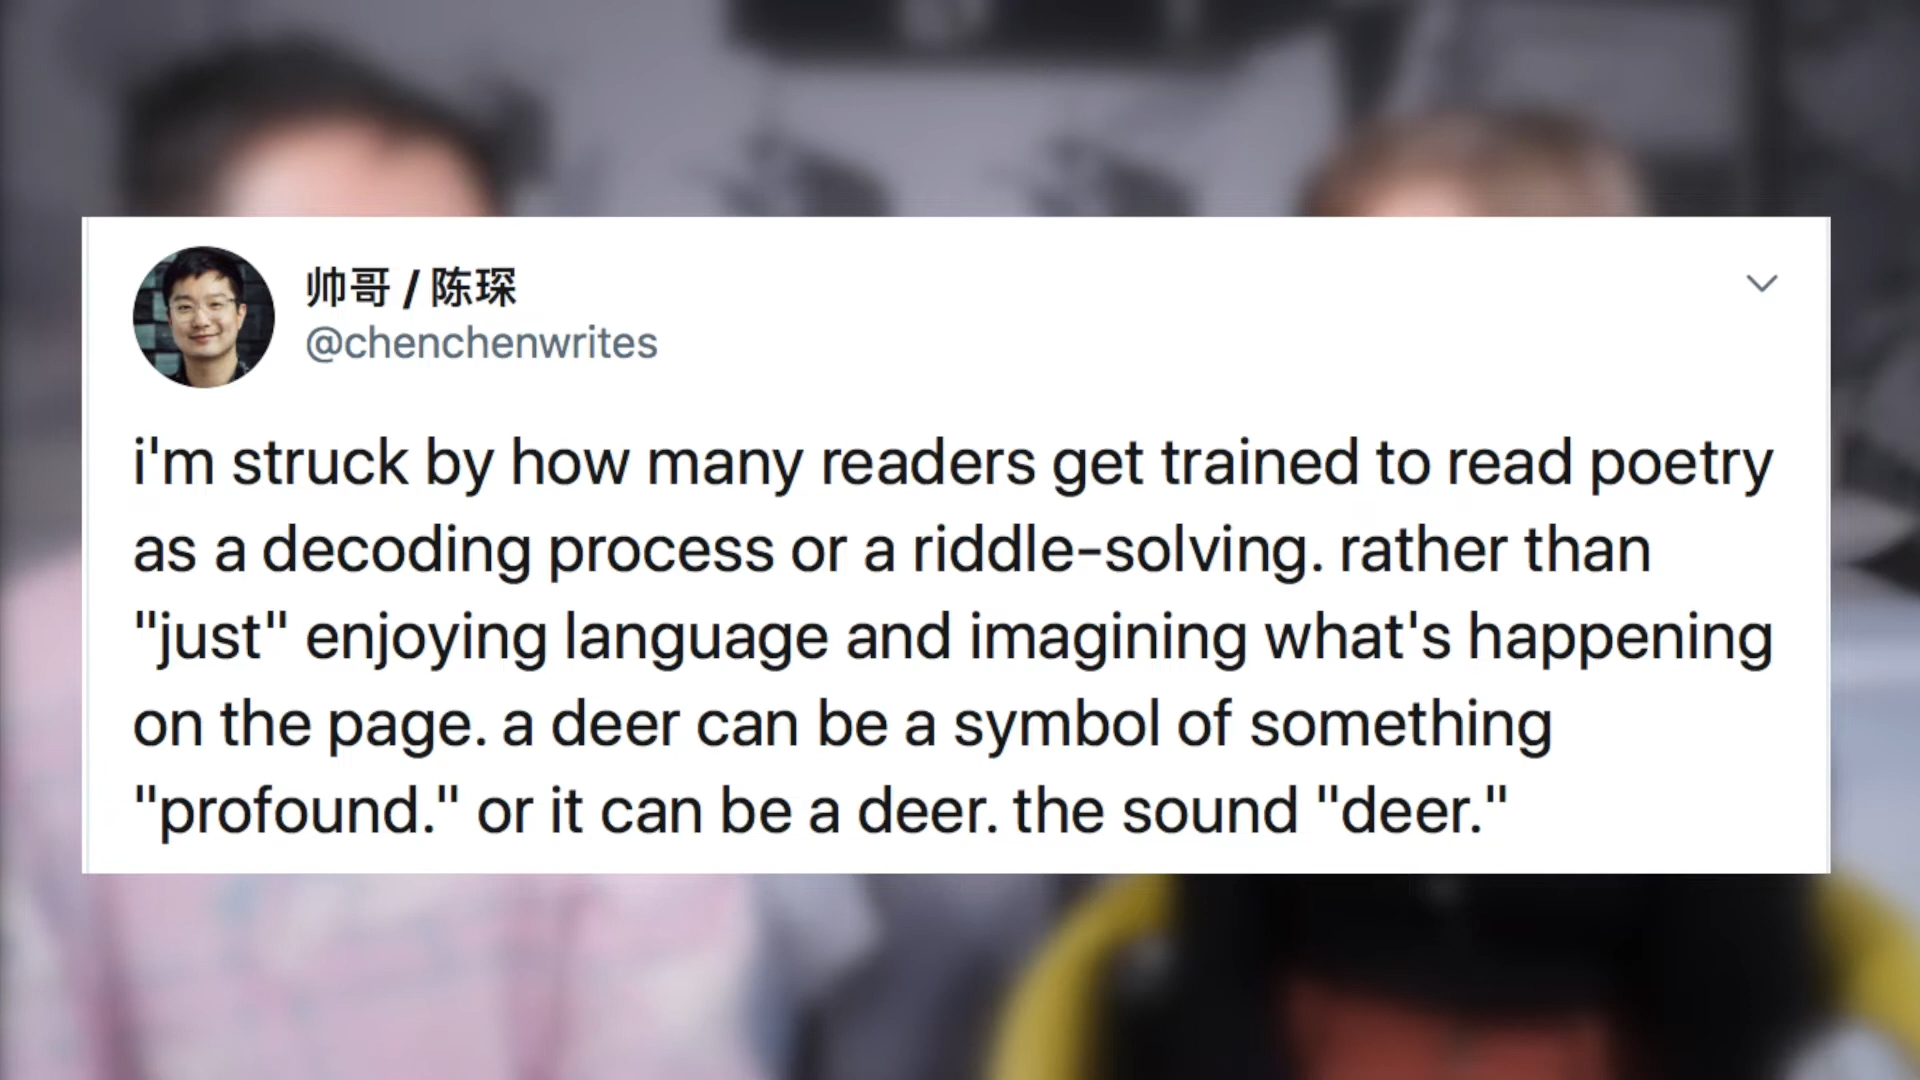 帅哥 / 陈琛
@chenchenwrites
i'm struck by how many readers get trained to read poetry
as a decoding process or a riddle-solving. rather than
"just" enjoying language and imagining what's happening
on the page. a deer can be a symbol of something
"profound." or it can be a deer. the sound "deer."